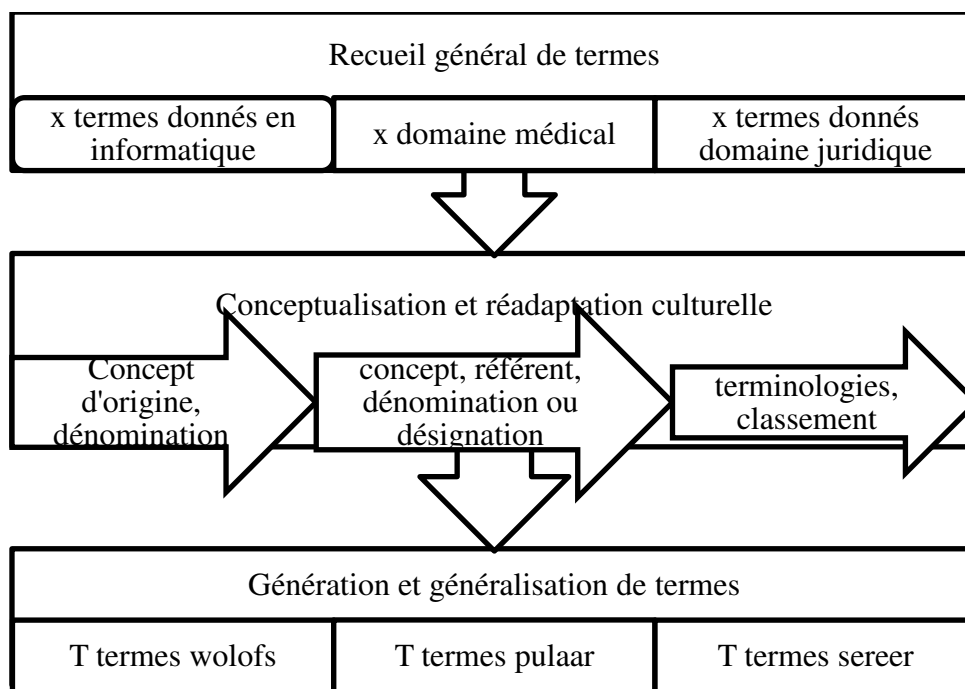 Recueil général de termes
x termes donnés en
informatique
x domaine médical
x termes donnés
domaine juridique
Conceptualisation et réadaptation culturelle
Concept
d'origine,
dénomination
concept, référent,
dénomination ou
désignation
terminologies,
classement
Génération et généralisation de termes
T termes wolofs
T termes pulaar
T termes sereer